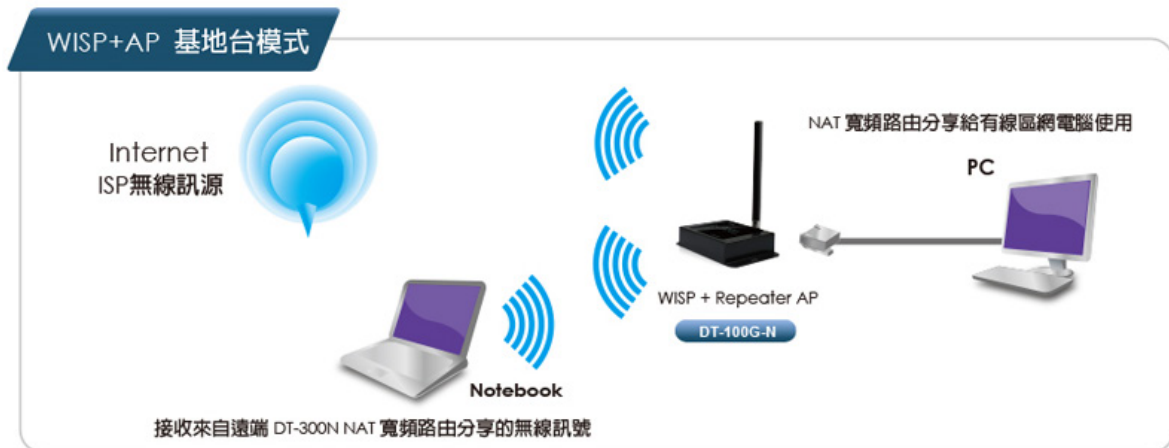 WISP+AP 基地台模式
Internet
ISP無線訊源
NAT 寬頻路由分享給有線區網電腦使用
PC
WISP + Repeater AP
DT-100G-N
Notebook
接收來自遠端 DT-300N NAT 寬頻路由分享的無線訊號